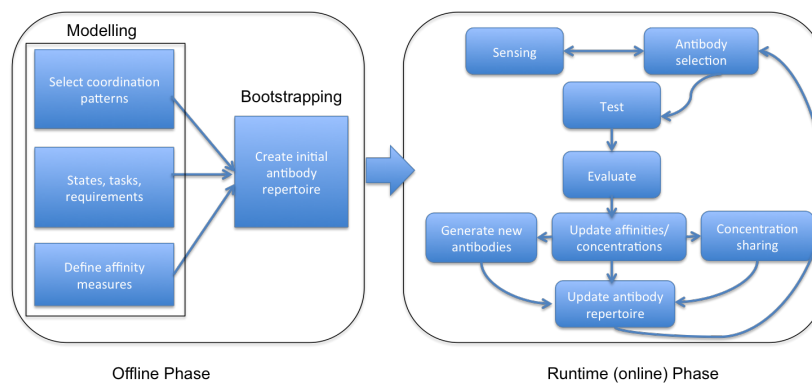 Modelling
Select coordination
patterns
States, tasks,
requirements
Define affinity
measures
Bootstrapping
Create initial
antibody
repertoire
Offline Phase
Sensing
Antibody
selection
Test
Evaluate
Generate new
antibodies
Update affinities/
concentrations
Concentration
sharing
Update antibody
repertoire
Runtime (online) Phase